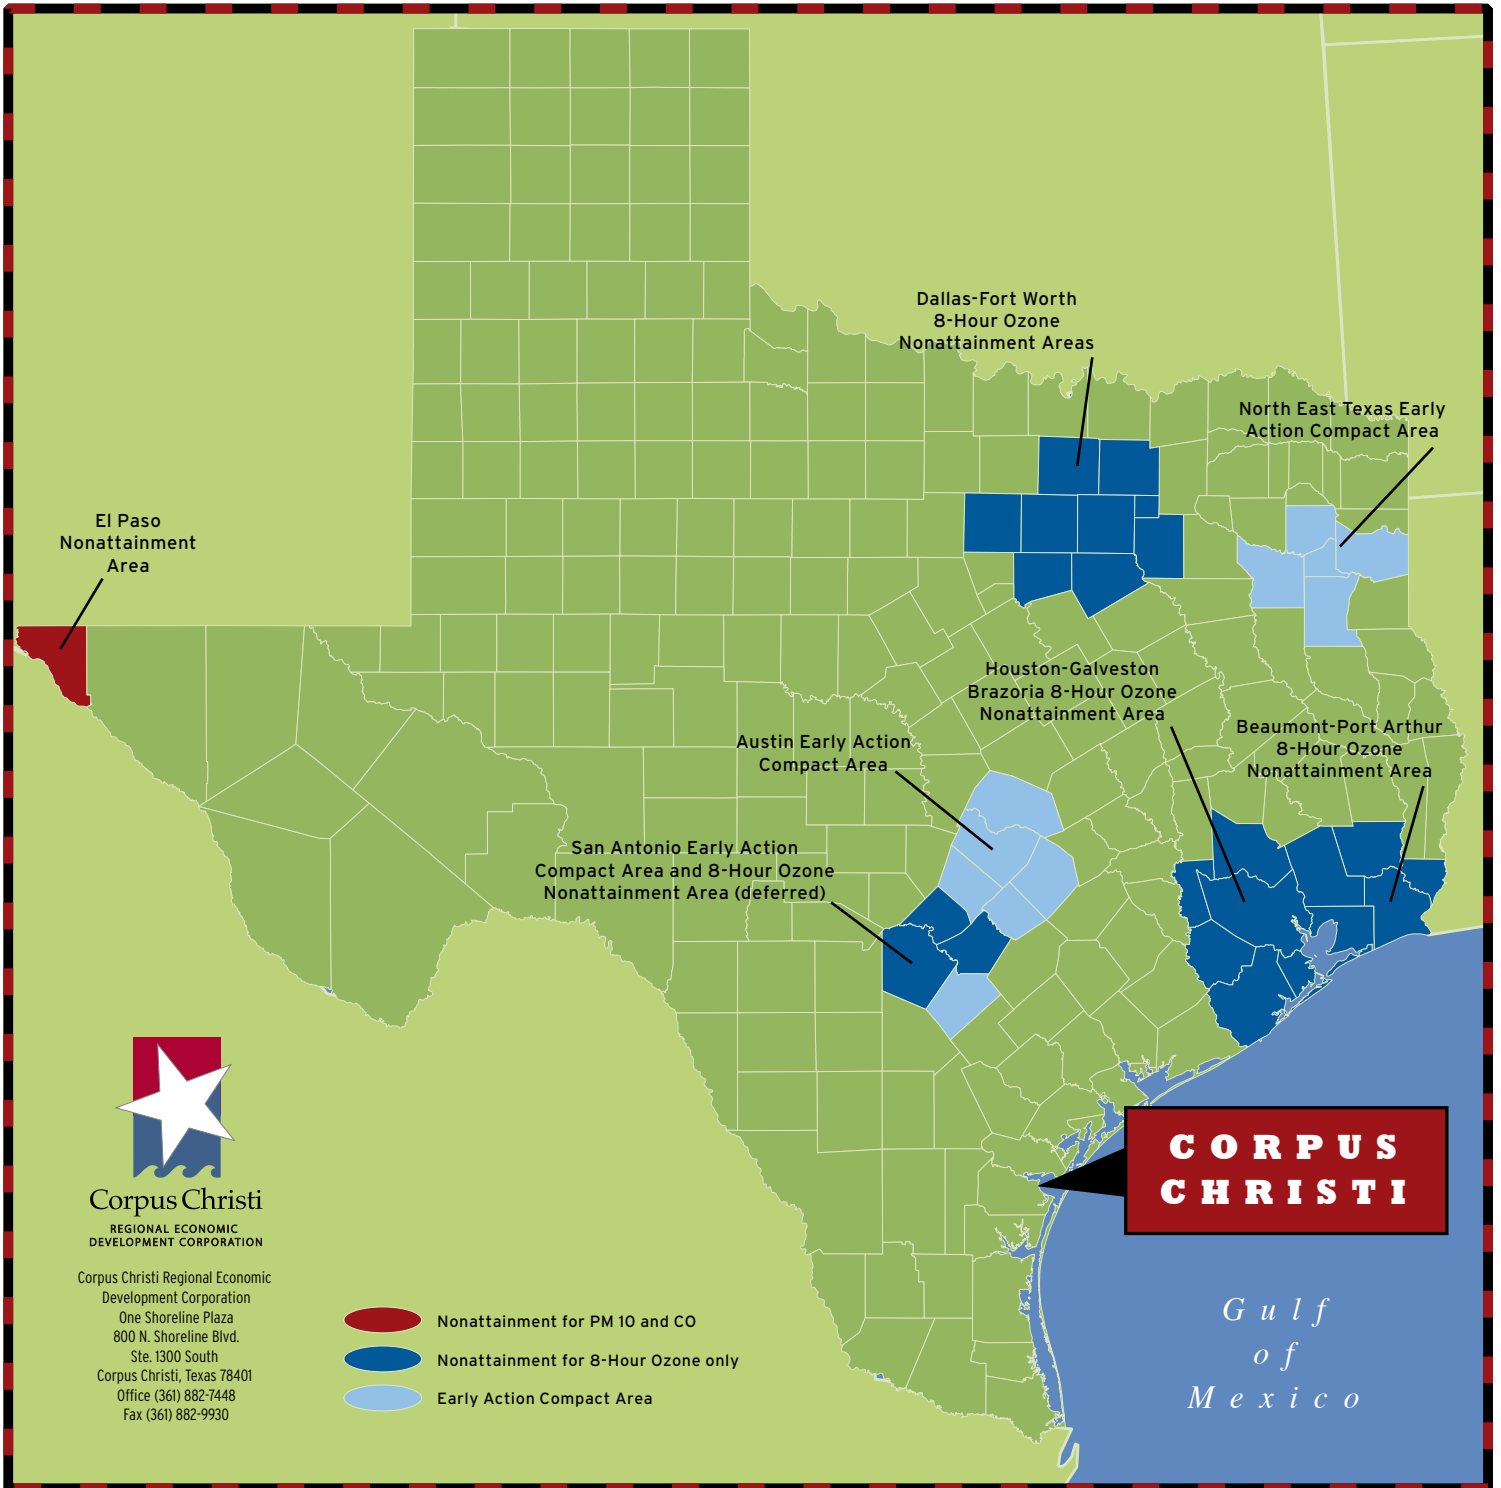 Dallas-Fort Worth
8-Hour Ozone
Nonattainment Areas
North East Texas Early
Action Compact Area
El Paso
Nonattainment
Area
Houston-Galveston
Brazoria 8-Hour Ozone
Nonattainment Area
Beaumont-Port Arthur
8-Hour Ozone
Nonattainment Area
Austin Early Action
Compact Area
San Antonio Early Action
Compact Area and 8-Hour Ozone
Nonattainment Area (deferred)
CORPUS
CHRISTI
Gulf
of
Mexico
Corpus Christi
REGIONAL ECONOMIC
DEVELOPMENT CORPORATION
Corpus Christi Regional Economic
Development Corporation
One Shoreline Plaza
800 N. Shoreline Blvd.
Ste. 1300 South
Corpus Christi, Texas 78401
Office (361) 882-7448
Fax (361) 882-9930
Nonattainment for PM 10 and CO
Nonattainment for 8-Hour Ozone only
Early Action Compact Area